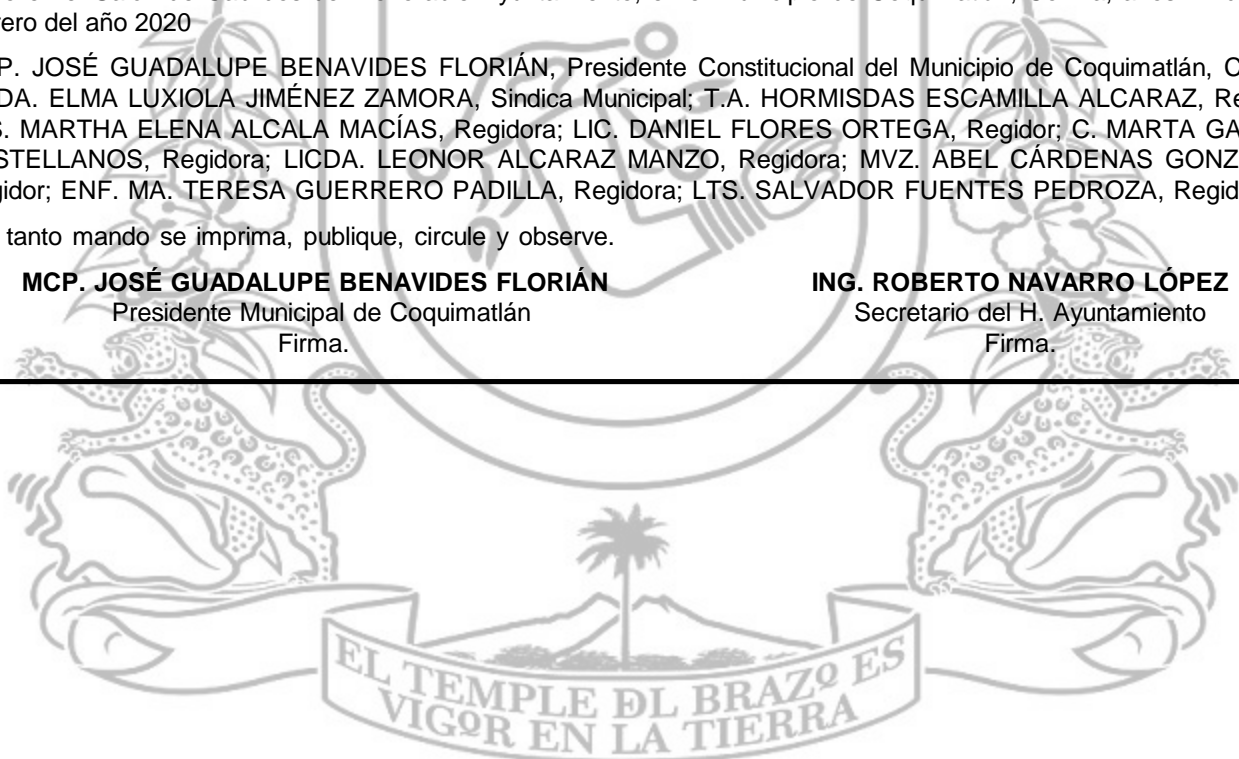 rero del año 2020
P. JOSÉ GUADALUPE BENAVIDES FLORIÁN, Presidente Constitucional del Municipio de Coquimatlán, C
DA. ELMA LUXIOLA JIMÉNEZ ZAMORA, Sindica Municipal; T.A. HORMISDAS ESCAMILLA ALCARAZ, Re
S. MARTHA ELENA ALCALA MACÍAS, Regidora; LIC. DANIEL FLORES ORTEGA, Regidor; C. MARTA GA
STELLANOS, Regidora; LICDA. LEONOR ALCARAZ MANZO, Regidora; MVZ. ABEL CÁRDENAS GONZ
gidor; ENF. MA. TERESA GUERRERO PADILLA, Regidora; LTS. SALVADOR FUENTES PEDROZA, Regid
tanto mando se imprima, publique, circule y observe.
MCP. JOSÉ GUADALUPE BENAVIDES FLORIÁN ING. ROBERTO NAVARRO LÓPEZ
Presidente Municipal de Coquimatlán Secretario del H. Ayuntamiento
Firma. Firma.
EL TEMPLE DL BRAZO ES
VIGOR EN LA TIERRA